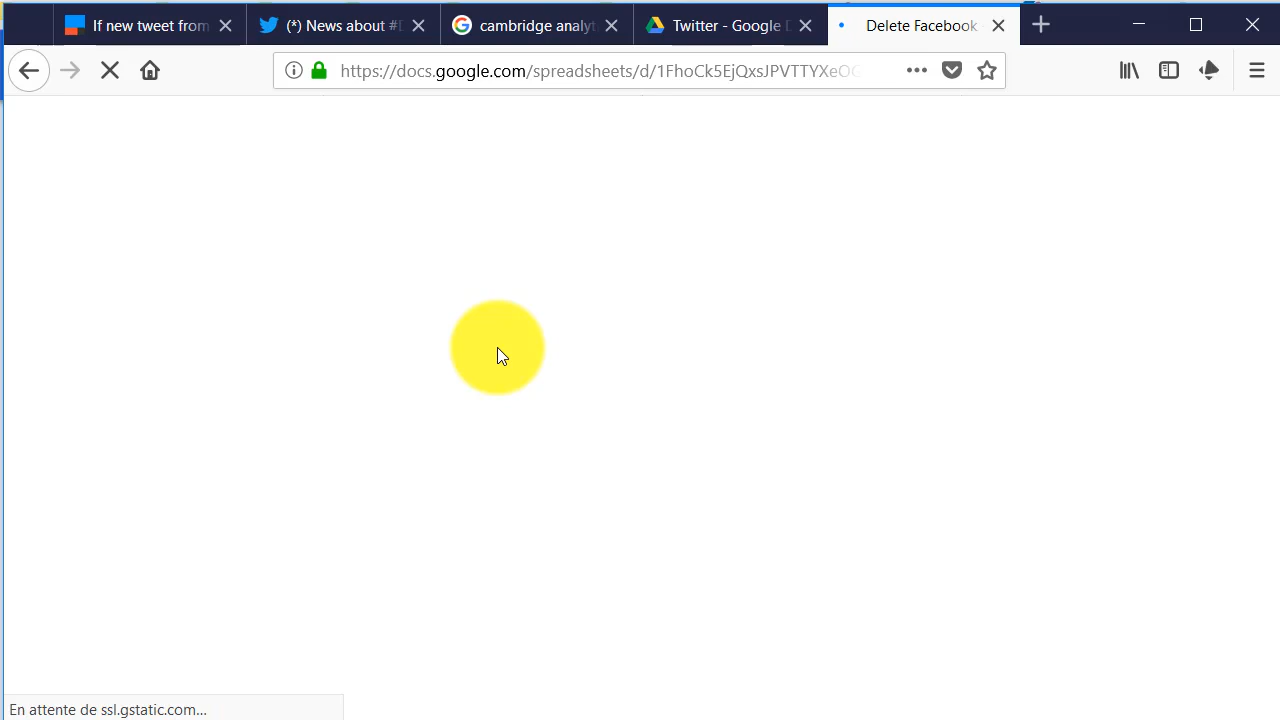 If new tweet from
(*) News about #
cambridge analyt
Twitter - Google D
Delete Facebook
https://docs.google.com/spreadsheets/d/1FhoCk5EjQxsJPVTTYXeOG
En attente de ssl.gstatic.com...